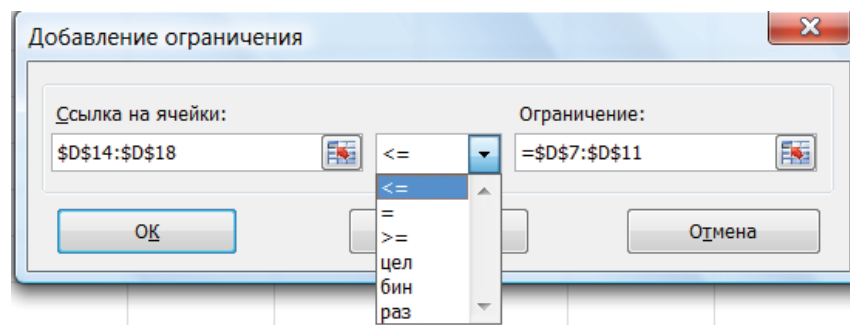 Добавление ограничения
Ссылка на ячейки:
Ограничение:
$D$14:$D$18
<=
=$D$7:$D$11
<=
=
>=
цел
бин
раз
ОК
Отмена